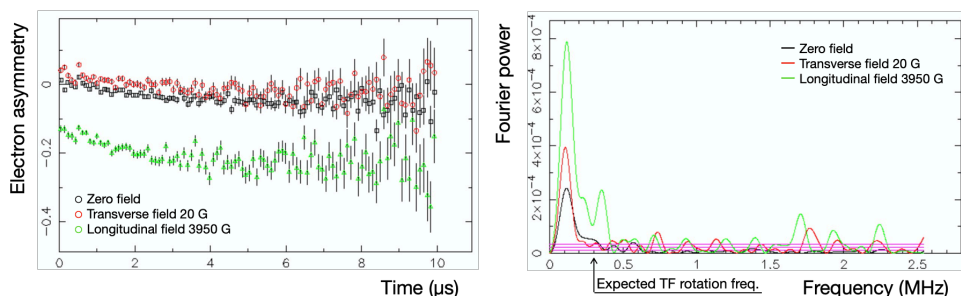 Electron asymmetry
0
−0.2
−0.4
Zero field
Transverse field 20 G
Longitudinal field 3950 G
0
2
4
6
8
10
Time (μs)
Fourier power
8×10⁻⁴
6×10⁻⁴
4×10⁻⁴
2×10⁻⁴
0
Zero field
Transverse field 20 G
Longitudinal field 3950 G
0
0.5
1
1.5
2
2.5
Expected TF rotation freq.
Frequency (MHz)